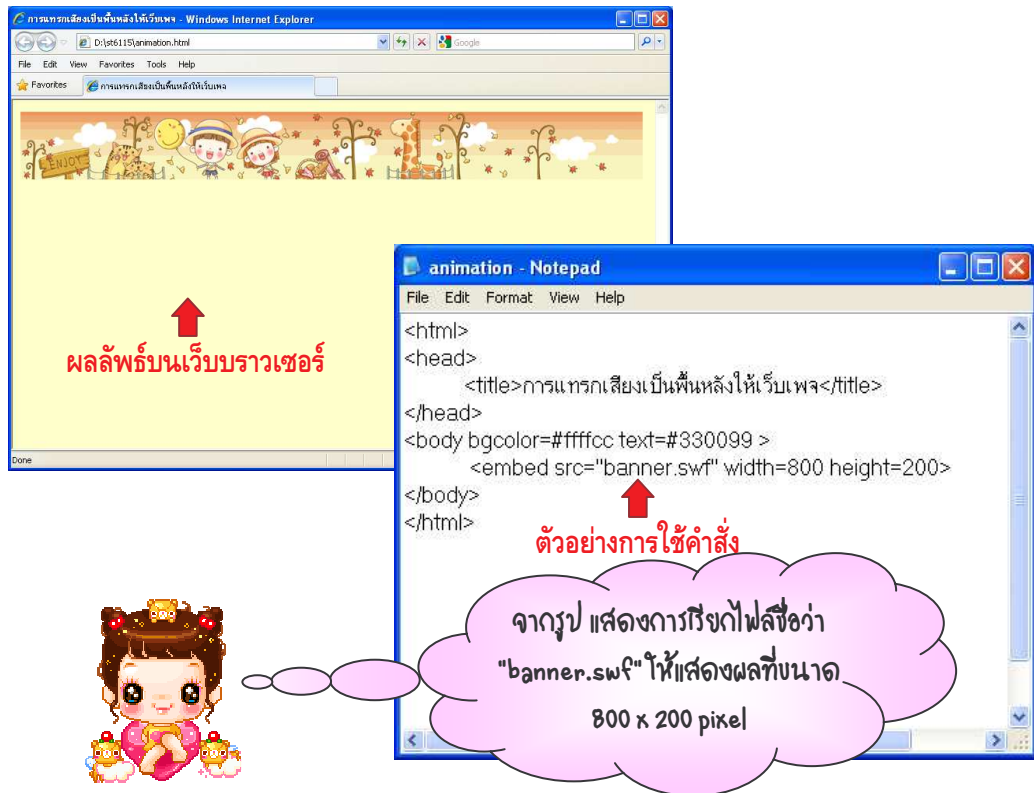 การแทรกเสียงเป็นพื้นหลังให้เว็บเพจ - Windows Internet Explorer
D:\st6115\animation.html
Google
File Edit View Favorites Tools Help
Favorites
การแทรกเสียงเป็นพื้นหลังให้เว็บเพจ
ENJOY
ผลลัพธ์บนเว็บบราวเซอร์
Done
animation - Notepad
File Edit Format View Help
<html>
<head>
<title>การแทรกเสียงเป็นพื้นหลังให้เว็บเพจ</title>
</head>
<body bgcolor=#ffffcc text=#330099 >
<embed src="banner.swf" width=800 height=200>
</body>
</html>
ตัวอย่างการใช้คำสั่ง
จากรูป แสดงการเรียกไฟล์ชื่อว่า
"banner.swf" ให้แสดงผลที่ขนาด
800 x 200 pixel